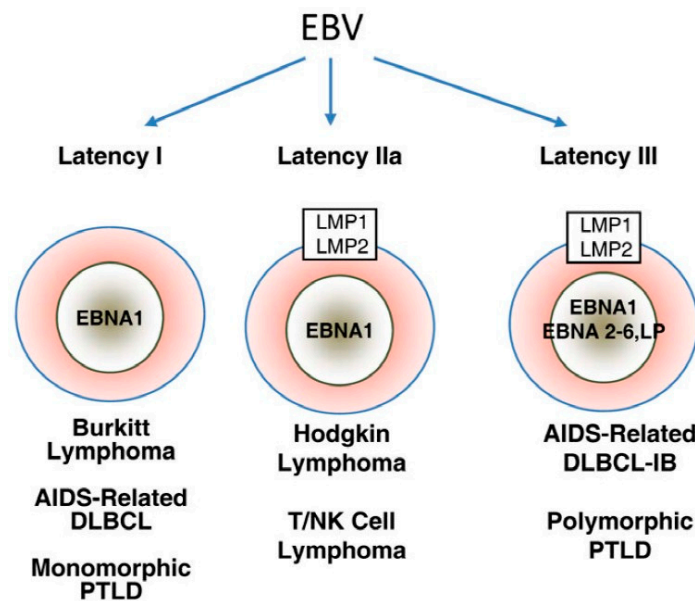 EBV
Latency I
Latency IIa
Latency III
LMP1
LMP2
LMP1
LMP2
EBNA1
EBNA1
EBNA1
EBNA 2-6,LP
Burkitt
Lymphoma
AIDS-Related
DLBCL
Monomorphic
PTLD
Hodgkin
Lymphoma
T/NK Cell
Lymphoma
AIDS-Related
DLBCL-IB
Polymorphic
PTLD